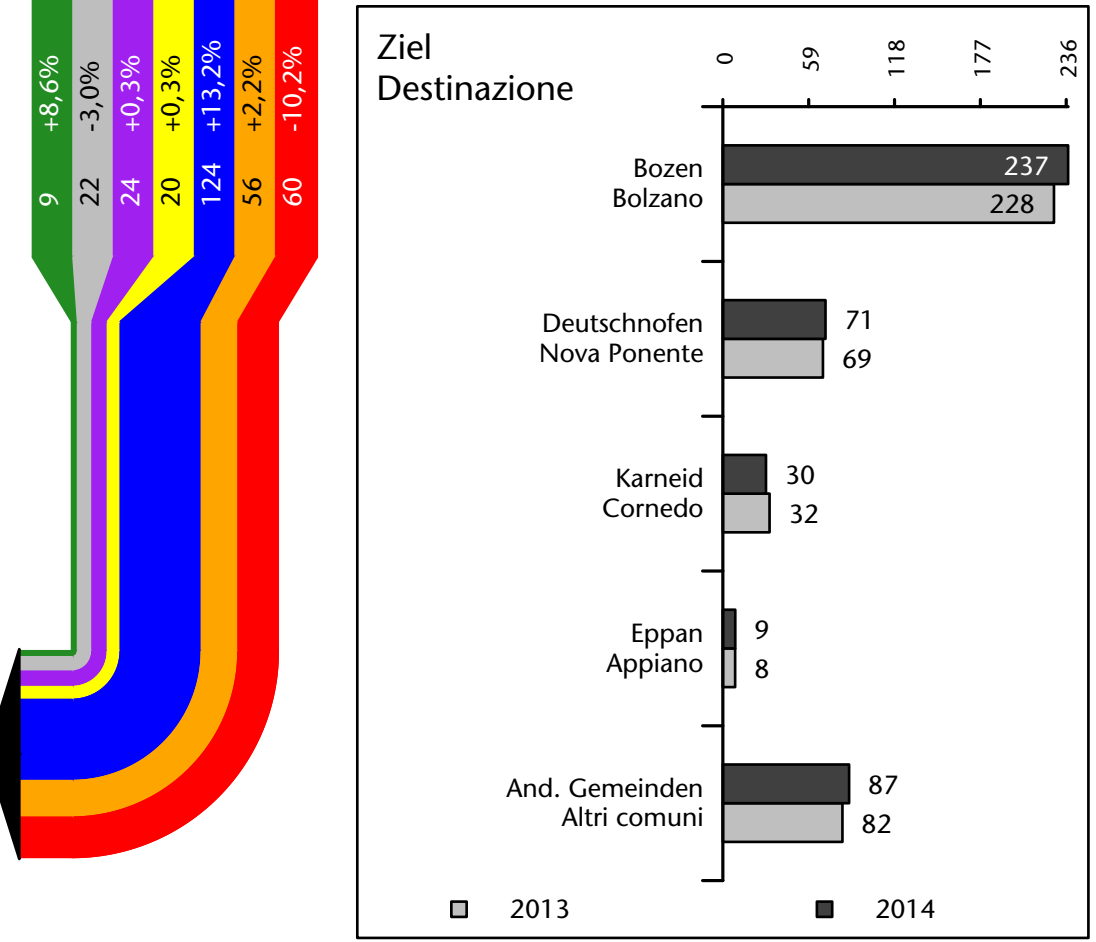 9 +8,6%
22 -3,0%
24 +0,3%
20 +0,3%
124 +13,2%
56 +2,2%
60 -10,2%
Ziel
Destinazione
0 59 118 177 236
Bozen
Bolzano
237
228
Deutschnofen
Nova Ponente
71
69
Karneid
Cornedo
30
32
Eppan
Appiano
9
8
And. Gemeinden
Altri comuni
87
82
2013 2014